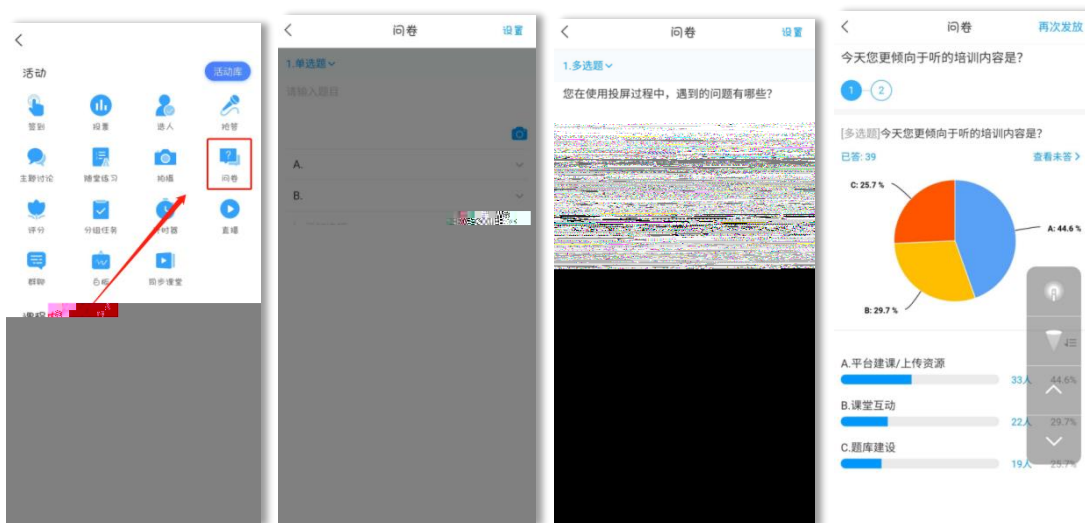 活动
活动库
签到
投票
选人
抢答
主题讨论
随堂练习
拍摄
问卷
评分
分组任务
计时器
直播
群聊
白板
同步课堂
问卷
设置
1.单选题
请输入题目
A.
B.
问卷
设置
1.多选题
您在使用投屏过程中，遇到的问题有哪些？
问卷
再次发放
今天您更倾向于听的培训内容是？
1
2
[多选题]今天您更倾向于听的培训内容是？
已答: 39
查看未答
C: 25.7 %
A: 44.6 %
B: 29.7 %
A.平台建课/上传资源
33人 44.6%
B.课堂互动
22人 29.7%
C.题库建设
19人 25.7%